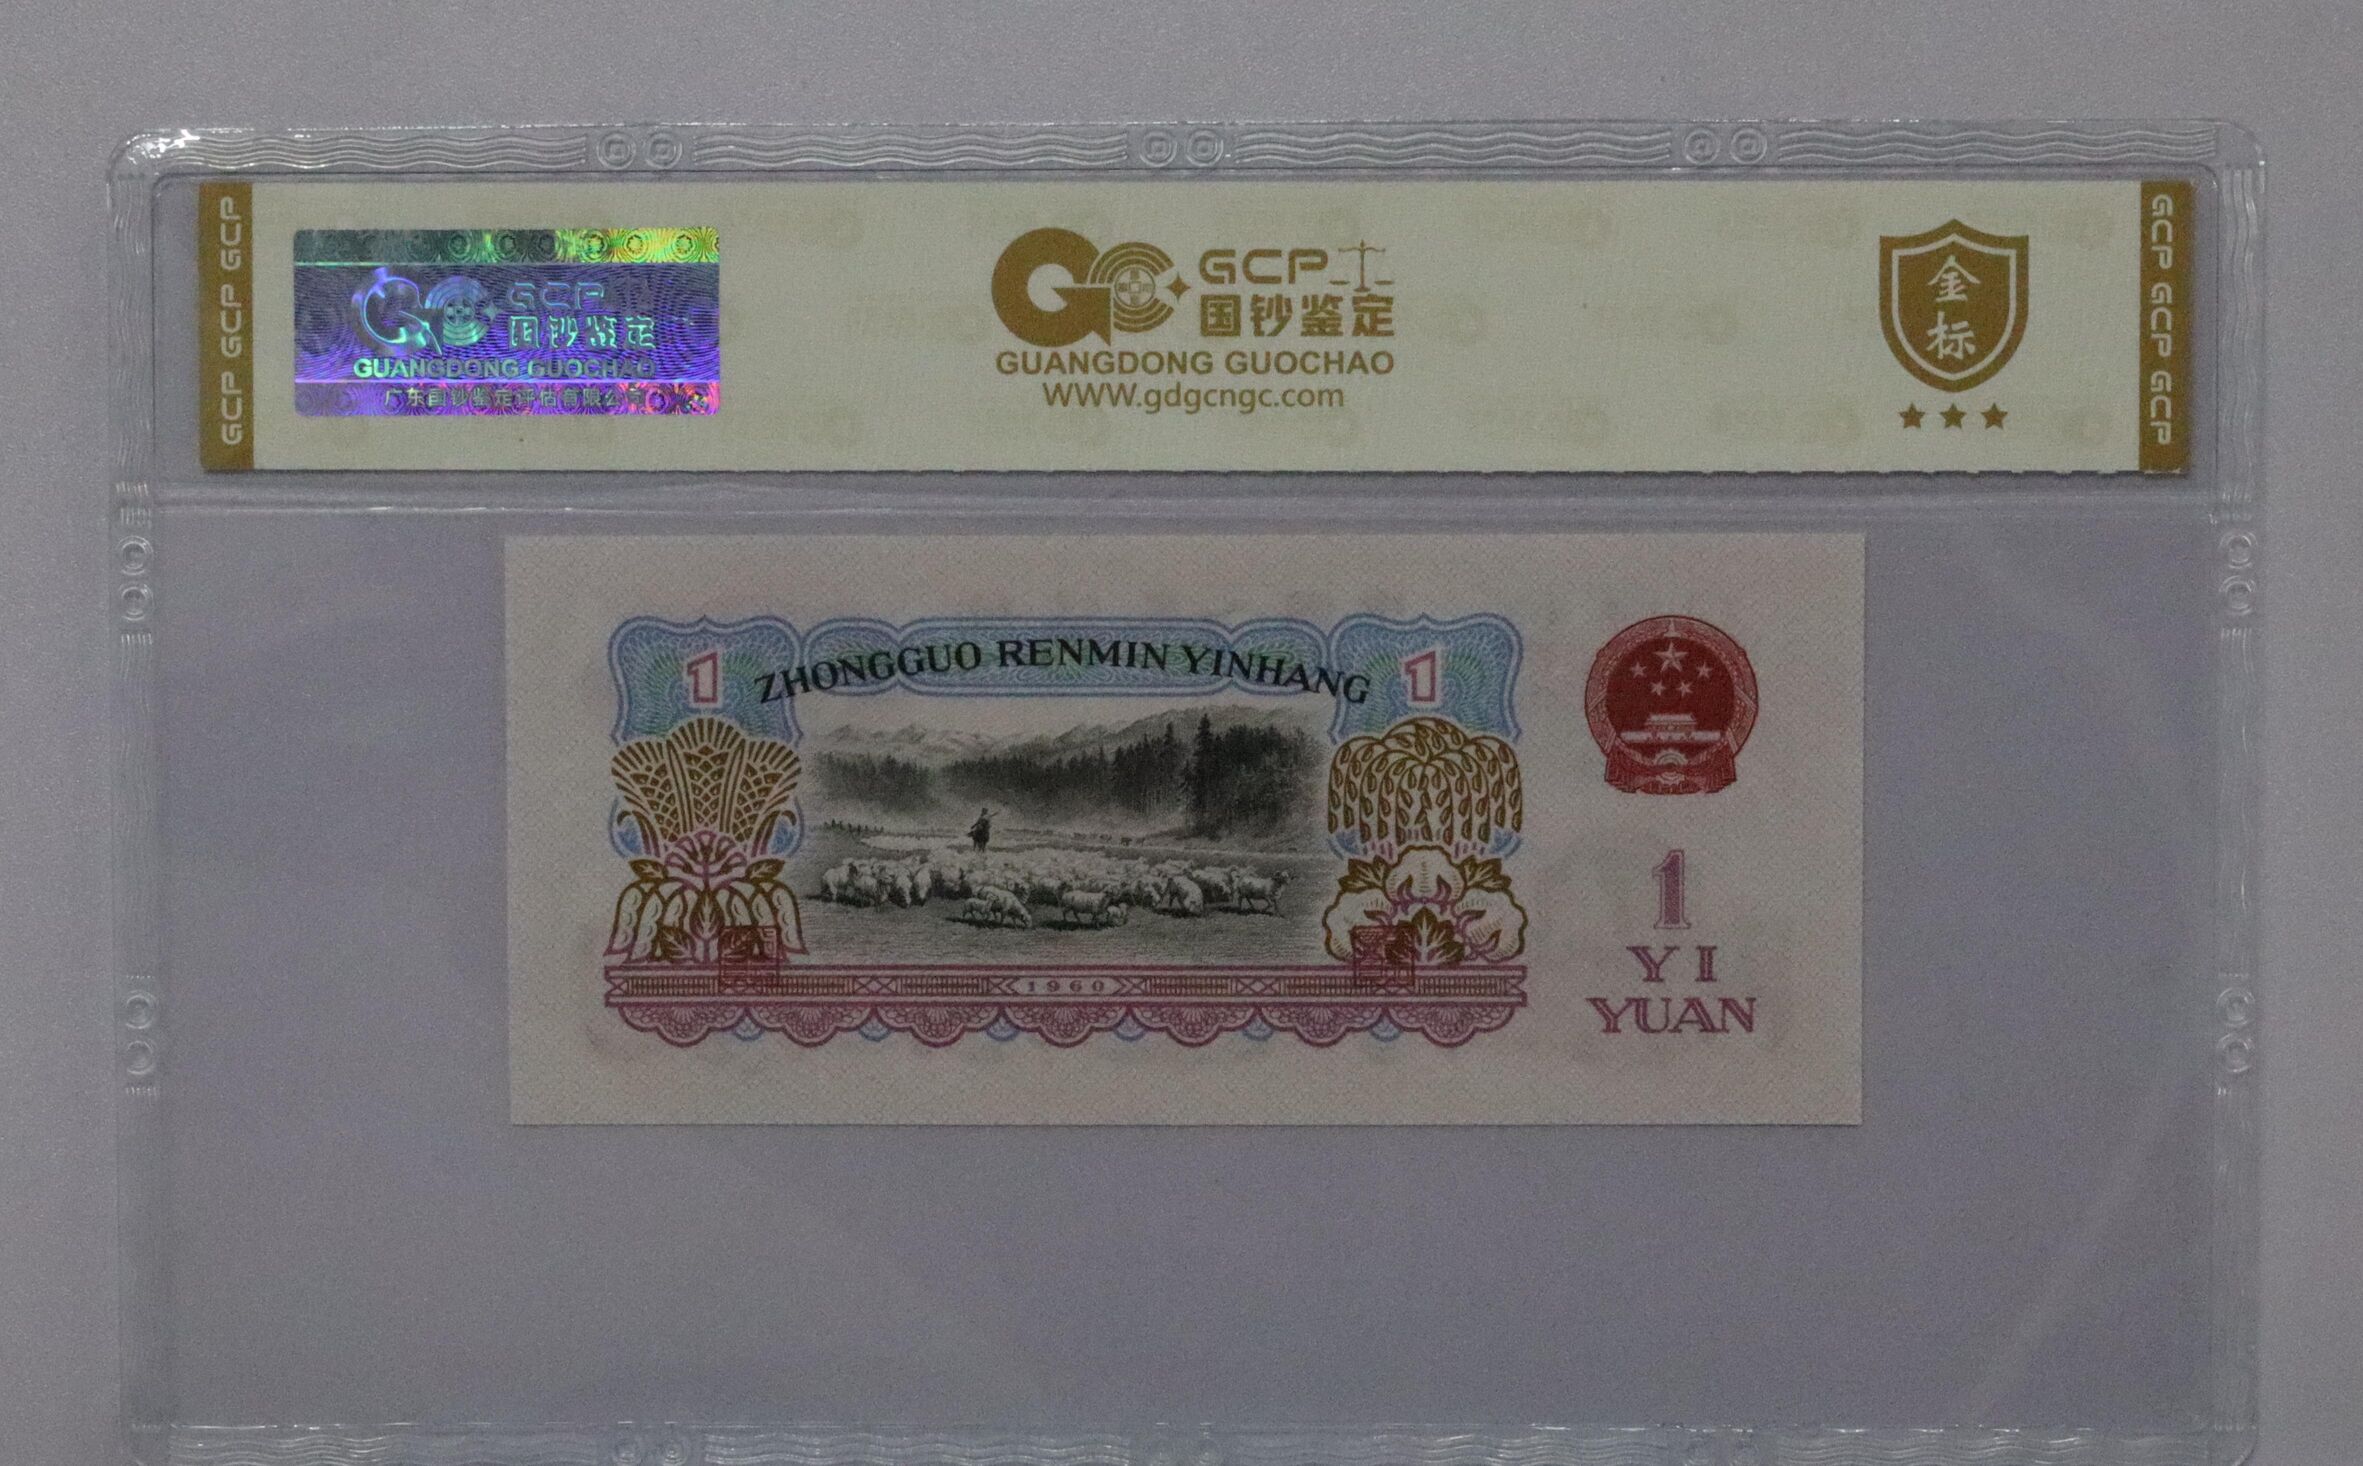 GCP GCP GCP
GCP
国钞鉴定
GUANGDONG GUOCHAO
广东国钞鉴定评估有限公司
GCP
国钞鉴定
GUANGDONG GUOCHAO
WWW.gdgcngc.com
金标
GCP GCP GCP
ZHONGGUO RENMIN YINHANG
1
1
1960
1
YI
YUAN